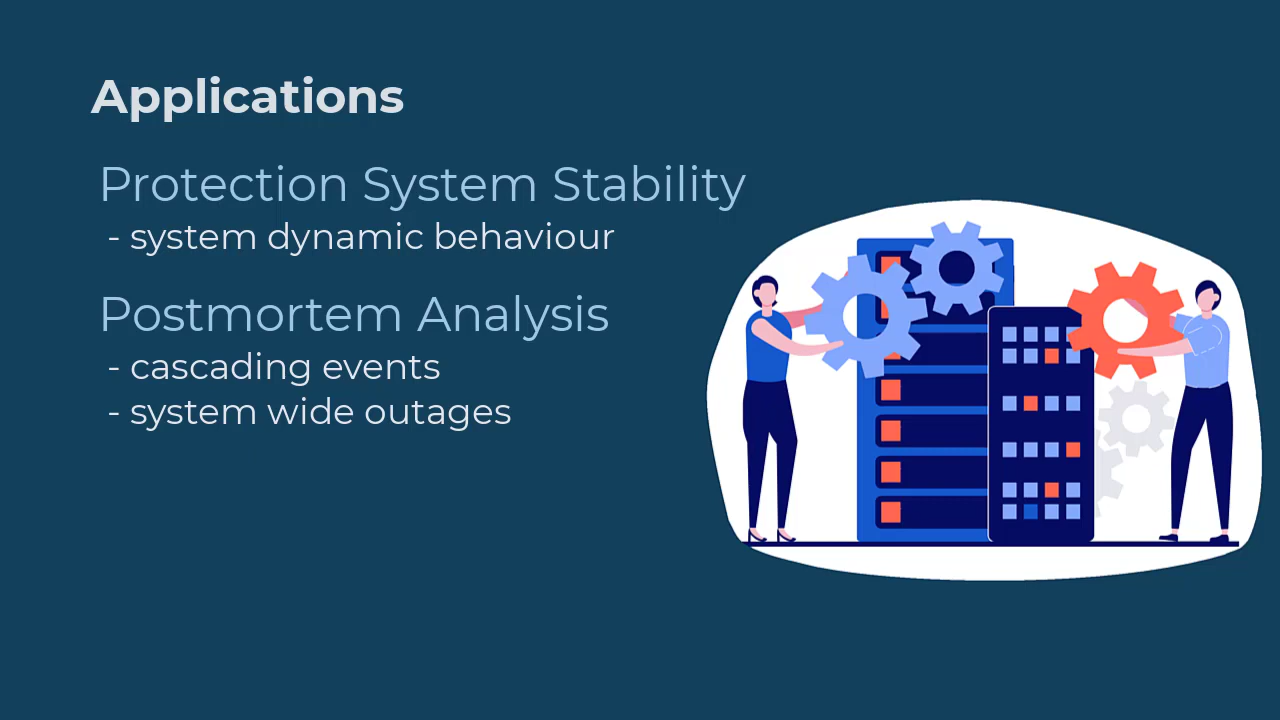 Applications
Protection System Stability
- system dynamic behaviour
Postmortem Analysis
- cascading events
- system wide outages